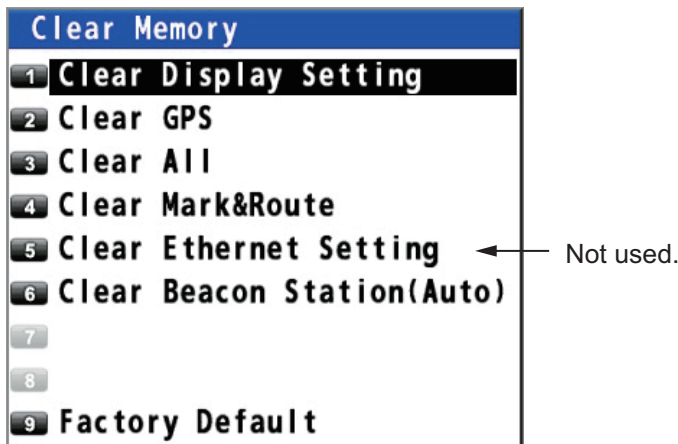 Clear Memory
1 Clear Display Setting
2 Clear GPS
3 Clear All
4 Clear Mark&Route
5 Clear Ethernet Setting Not used.
6 Clear Beacon Station(Auto)
7
8
9 Factory Default